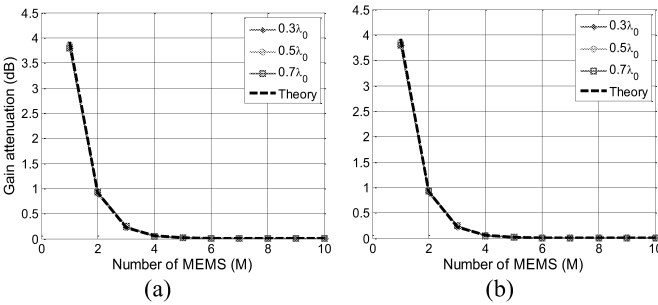 4.5
4
3.5
3
2.5
2
1.5
1
0.5
0
Gain attenuation (dB)
0.3λ0
0.5λ0
0.7λ0
Theory
0 2 4 6 8 10
Number of MEMS (M)
(a)
4.5
4
3.5
3
2.5
2
1.5
1
0.5
0
0.3λ0
0.5λ0
0.7λ0
Theory
0 2 4 6 8 10
Number of MEMS (M)
(b)